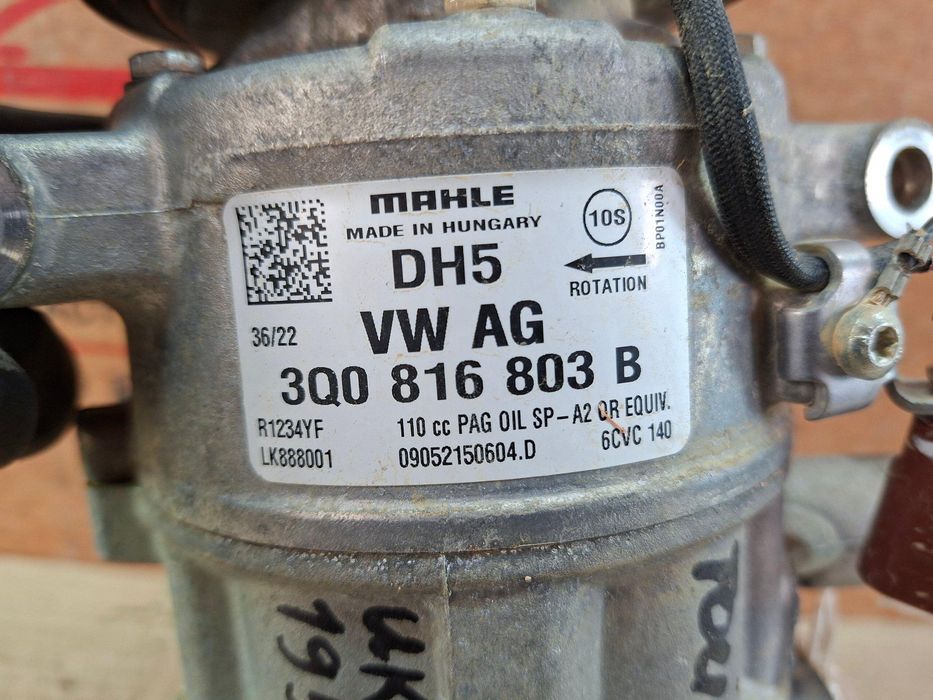 MAHLE
MADE IN HUNGARY
10S
BP01N00A
DH5
ROTATION
36/22
VW AG
3Q0 816 803 B
R1234YF
110 cc PAG OIL SP-A2 OR EQUIV.
LK888001
09052150604.D
6CVC 140